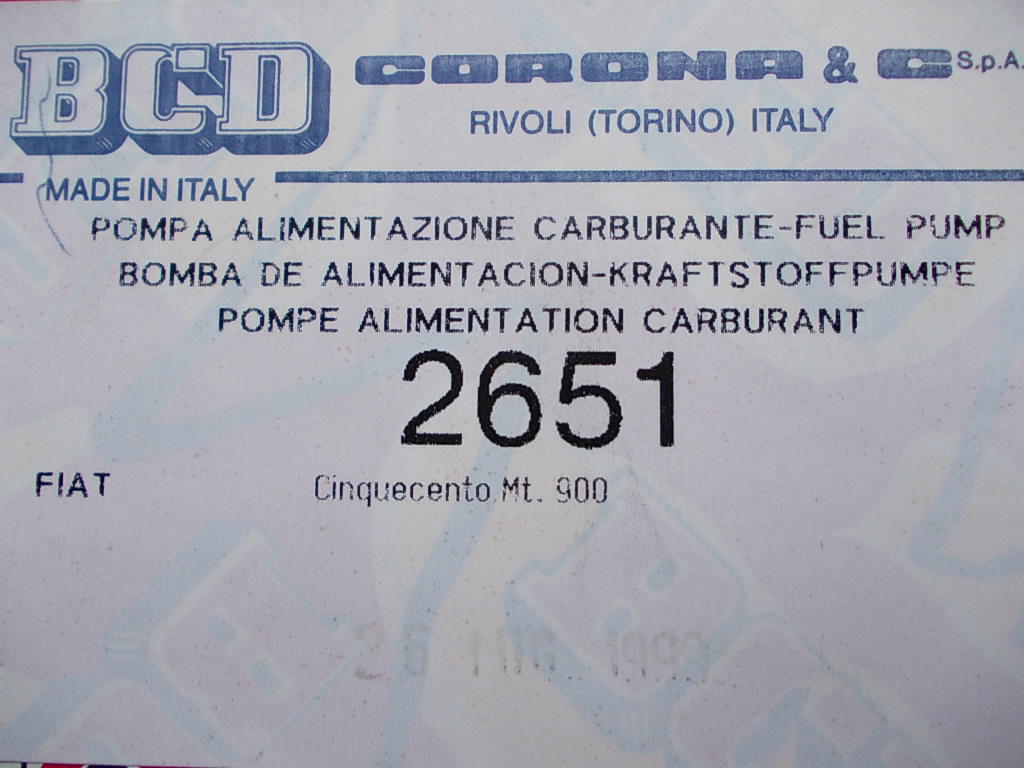 BCD CORONA & C S.p.A.
RIVOLI (TORINO) ITALY
MADE IN ITALY
POMPA ALIMENTAZIONE CARBURANTE-FUEL PUMP
BOMBA DE ALIMENTACION-KRAFTSTOFFPUMPE
POMPE ALIMENTATION CARBURANT
2651
FIAT Cinquecento Mt. 900